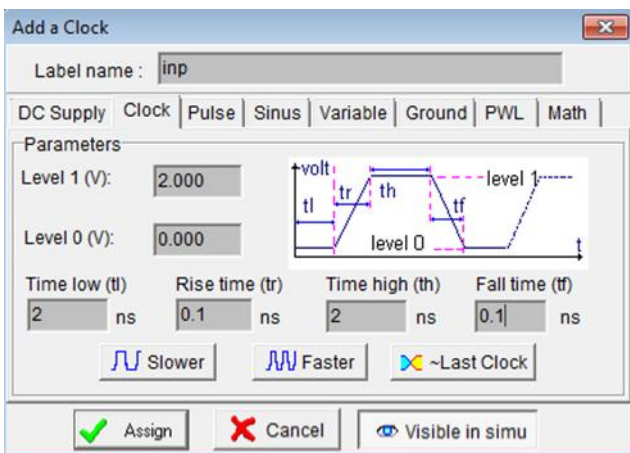 Add a Clock
Label name : inp
DC Supply Clock Pulse Sinus Variable Ground PWL Math
Parameters
Level 1 (V): 2.000
Level 0 (V): 0.000
volt
tl tr th tf
level 1
level 0
t
Time low (tl) Rise time (tr) Time high (th) Fall time (tf)
2 ns 0.1 ns 2 ns 0.1 ns
Slower Faster ~Last Clock
Assign Cancel Visible in simu